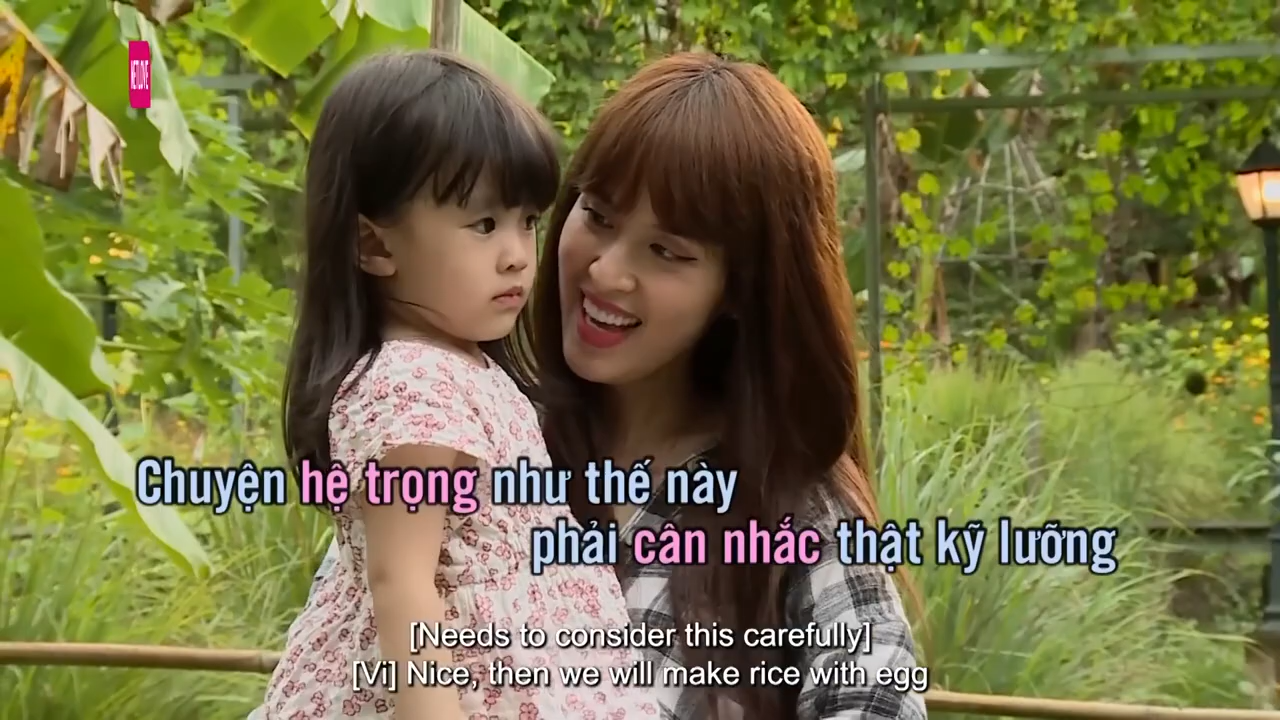 NETLOVE
Chuyện hệ trọng như thế này
phải cân nhắc thật kỹ lưỡng
[Needs to consider this carefully]
[Vi] Nice, then we will make rice with egg